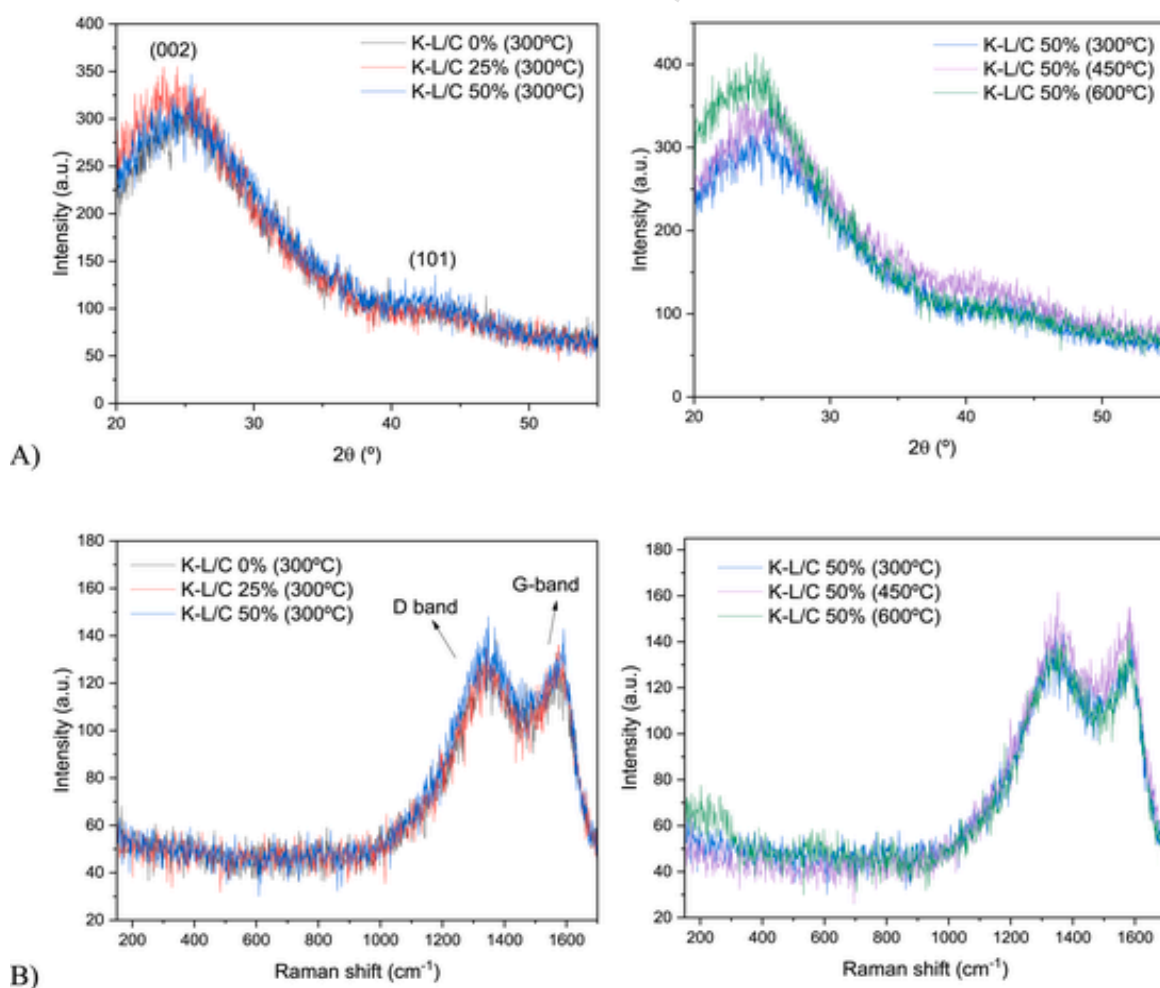 400
350
300
250
200
150
100
50
0
Intensity (a.u.)
(002)
(101)
K-L/C 0% (300ºC)
K-L/C 25% (300ºC)
K-L/C 50% (300ºC)
20
30
40
50
2θ (º)
400
300
200
100
0
Intensity (a.u.)
K-L/C 50% (300ºC)
K-L/C 50% (450ºC)
K-L/C 50% (600ºC)
20
30
40
50
2θ (º)
A)
180
160
140
120
100
80
60
40
20
Intensity (a.u.)
K-L/C 0% (300ºC)
K-L/C 25% (300ºC)
K-L/C 50% (300ºC)
D band
G-band
200
400
600
800
1000
1200
1400
1600
Raman shift (cm⁻¹)
180
160
140
120
100
80
60
40
20
Intensity (a.u.)
K-L/C 50% (300ºC)
K-L/C 50% (450ºC)
K-L/C 50% (600ºC)
200
400
600
800
1000
1200
1400
1600
Raman shift (cm⁻¹)
B)